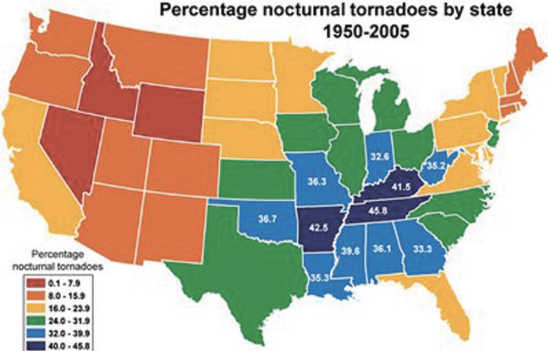 Percentage nocturnal tornadoes by state
1950-2005
32.6
35.2
36.3
41.5
45.8
36.7
42.5
39.6
36.1
33.3
35.3
Percentage
nocturnal tornadoes
0.1 - 7.9
8.0 - 15.9
16.0 - 23.9
24.0 - 31.9
32.0 - 39.9
40.0 - 45.8